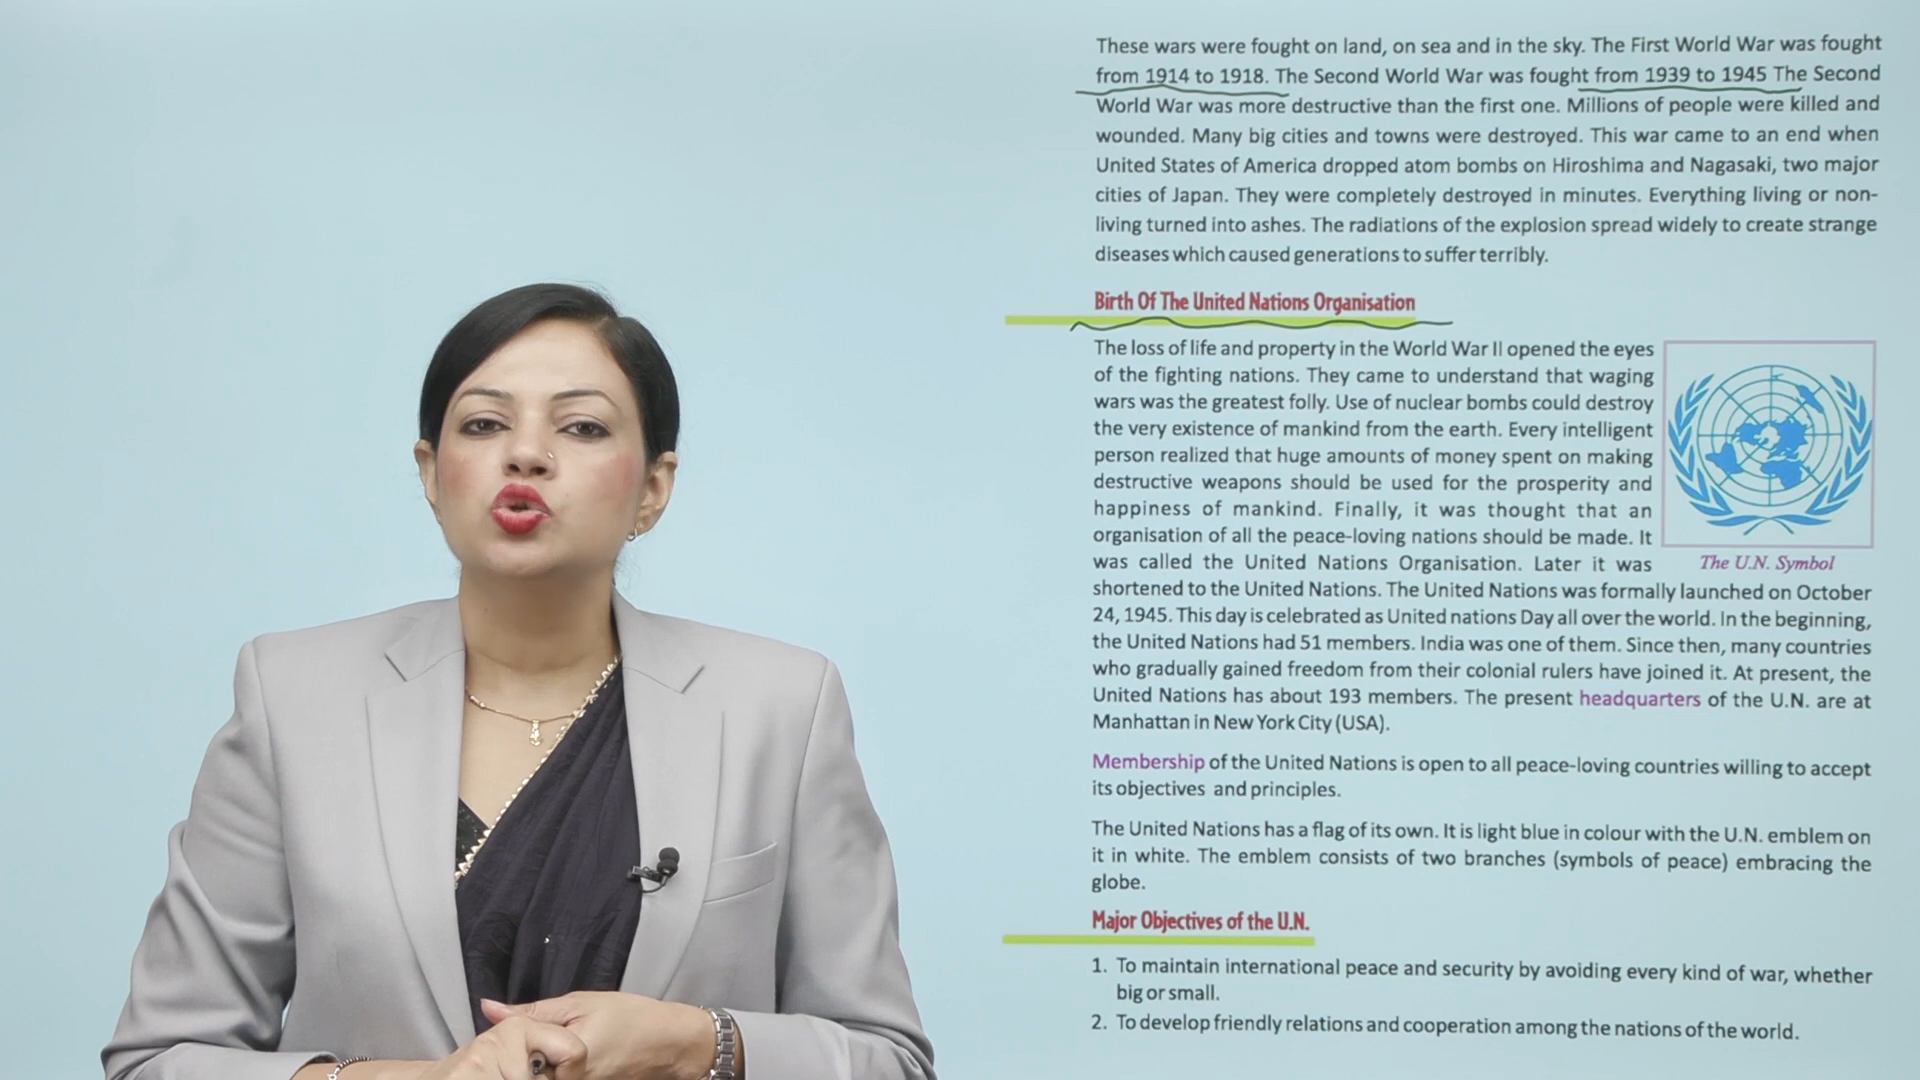 These wars were fought on land, on sea and in the sky. The First World War was fought
from 1914 to 1918. The Second World War was fought from 1939 to 1945 The Second
World War was more destructive than the first one. Millions of people were killed and
wounded. Many big cities and towns were destroyed. This war came to an end when
United States of America dropped atom bombs on Hiroshima and Nagasaki, two major
cities of Japan. They were completely destroyed in minutes. Everything living or non-
living turned into ashes. The radiations of the explosion spread widely to create strange
diseases which caused generations to suffer terribly.
Birth Of The United Nations Organisation
The loss of life and property in the World War II opened the eyes
of the fighting nations. They came to understand that waging
wars was the greatest folly. Use of nuclear bombs could destroy
the very existence of mankind from the earth. Every intelligent
person realized that huge amounts of money spent on making
destructive weapons should be used for the prosperity and
happiness of mankind. Finally, it was thought that an
organisation of all the peace-loving nations should be made. It
was called the United Nations Organisation. Later it was
The U.N. Symbol
shortened to the United Nations. The United Nations was formally launched on October
24, 1945. This day is celebrated as United nations Day all over the world. In the beginning,
the United Nations had 51 members. India was one of them. Since then, many countries
who gradually gained freedom from their colonial rulers have joined it. At present, the
United Nations has about 193 members. The present headquarters of the U.N. are at
Manhattan in New York City (USA).
Membership of the United Nations is open to all peace-loving countries willing to accept
its objectives and principles.
The United Nations has a flag of its own. It is light blue in colour with the U.N. emblem on
it in white. The emblem consists of two branches (symbols of peace) embracing the
globe.
Major Objectives of the U.N.
1. To maintain international peace and security by avoiding every kind of war, whether
big or small.
2. To develop friendly relations and cooperation among the nations of the world.